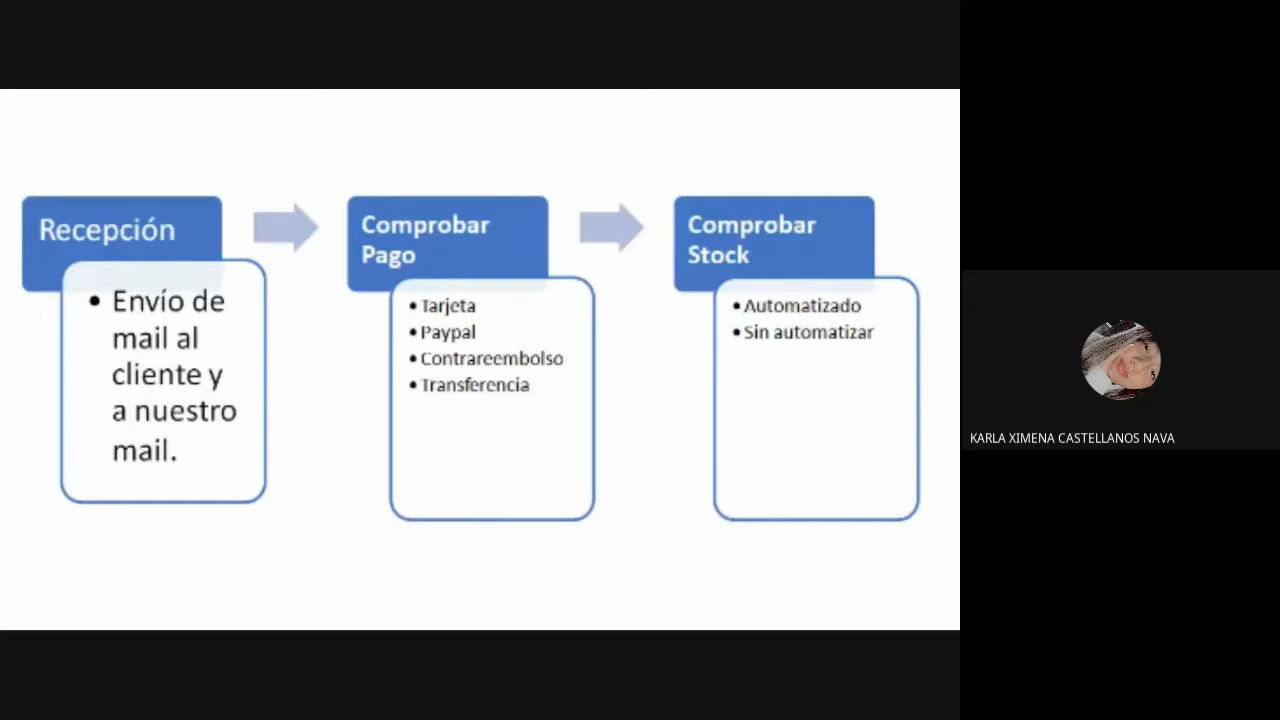 Recepción
• Envío de
mail al
cliente y
a nuestro
mail.
Comprobar
Pago
• Tarjeta
• Paypal
• Contrareembolso
• Transferencia
Comprobar
Stock
• Automatizado
• Sin automatizar
KARLA XIMENA CASTELLANOS NAVA